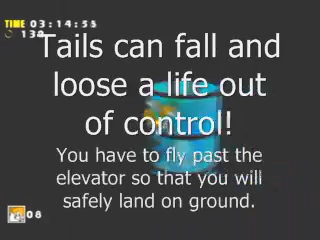 TIME 03:14:55
130
Tails can fall and
loose a life out
of control!
You have to fly past the
elevator so that you will
safely land on ground.
08